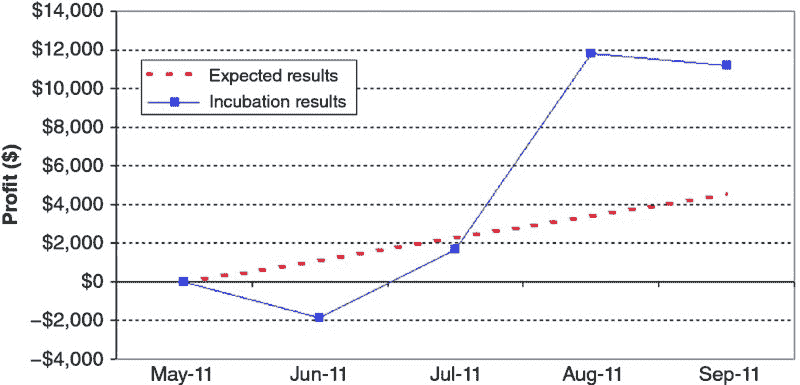 $14,000
$12,000
$10,000
$8,000
$6,000
$4,000
$2,000
$0
−$2,000
−$4,000
Profit ($)
Expected results
Incubation results
May-11 Jun-11 Jul-11 Aug-11 Sep-11